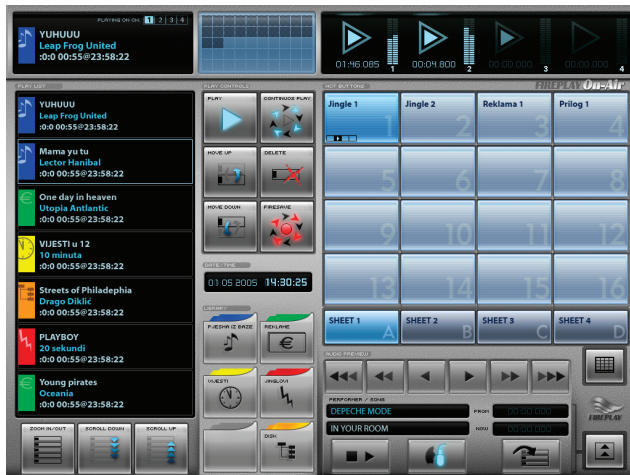 PLAYING ON CH. 1 2 3 4
YUHUUU
Leap Frog United
:0:0 00:55@23:58:22
01:46.085 1
00:04.800 2
00:00.000 3
00:00.000 4
PLAY LIST
YUHUUU
Leap Frog United
:0:0 00:55@23:58:22
Mama yu tu
Lector Hanibal
:0:0 00:55@23:58:22
One day in heaven
Utopia Antlantic
:0:0 00:55@23:58:22
VIJESTI u 12
10 minuta
:0:0 00:55@23:58:22
Streets of Philadephia
Drago Diklić
:0:0 00:55@23:58:22
PLAYBOY
20 sekundi
:0:0 00:55@23:58:22
Young pirates
Oceania
:0:0 00:55@23:58:22
ZOOM IN/OUT
SCROLL DOWN
SCROLL UP
PLAY CONTROLS
PLAY
CONTINUOS PLAY
MOVE UP
DELETE
MOVE DOWN
FIRESAVE
DATE/TIME
01 05 2005 14:30:25
LIBRARY
PJESMA IZ BAZE
REKLAME
VIJESTI
JINGLOVI
DISK
HOT BUTTONS
FIREPLAY On-Air
Jingle 1
1
Jingle 2
2
Reklama 1
3
Prilog 1
4
5
6
7
8
9
10
11
12
13
14
15
16
SHEET 1
A
SHEET 2
B
SHEET 3
C
SHEET 4
D
AUDIO PREVIEW
PERFORMER / SONG
DEPECHE MODE
FROM 00:00.000
IN YOUR ROOM
NOW 00:00.000
FIREPLAY